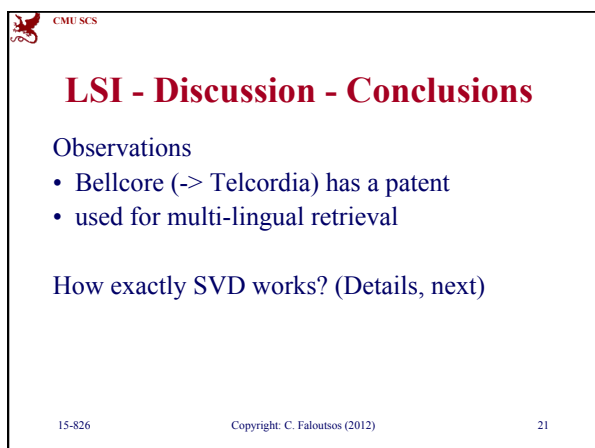 CMU SCS
LSI - Discussion - Conclusions
Observations
• Bellcore (-> Telcordia) has a patent
• used for multi-lingual retrieval
How exactly SVD works? (Details, next)
15-826 Copyright: C. Faloutsos (2012) 21